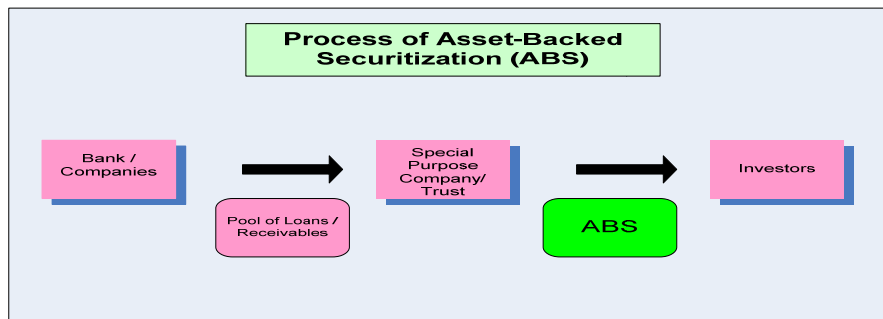 Process of Asset-Backed
Securitization (ABS)
Bank /
Companies
Pool of Loans /
Receivables
Special
Purpose
Company/
Trust
ABS
Investors